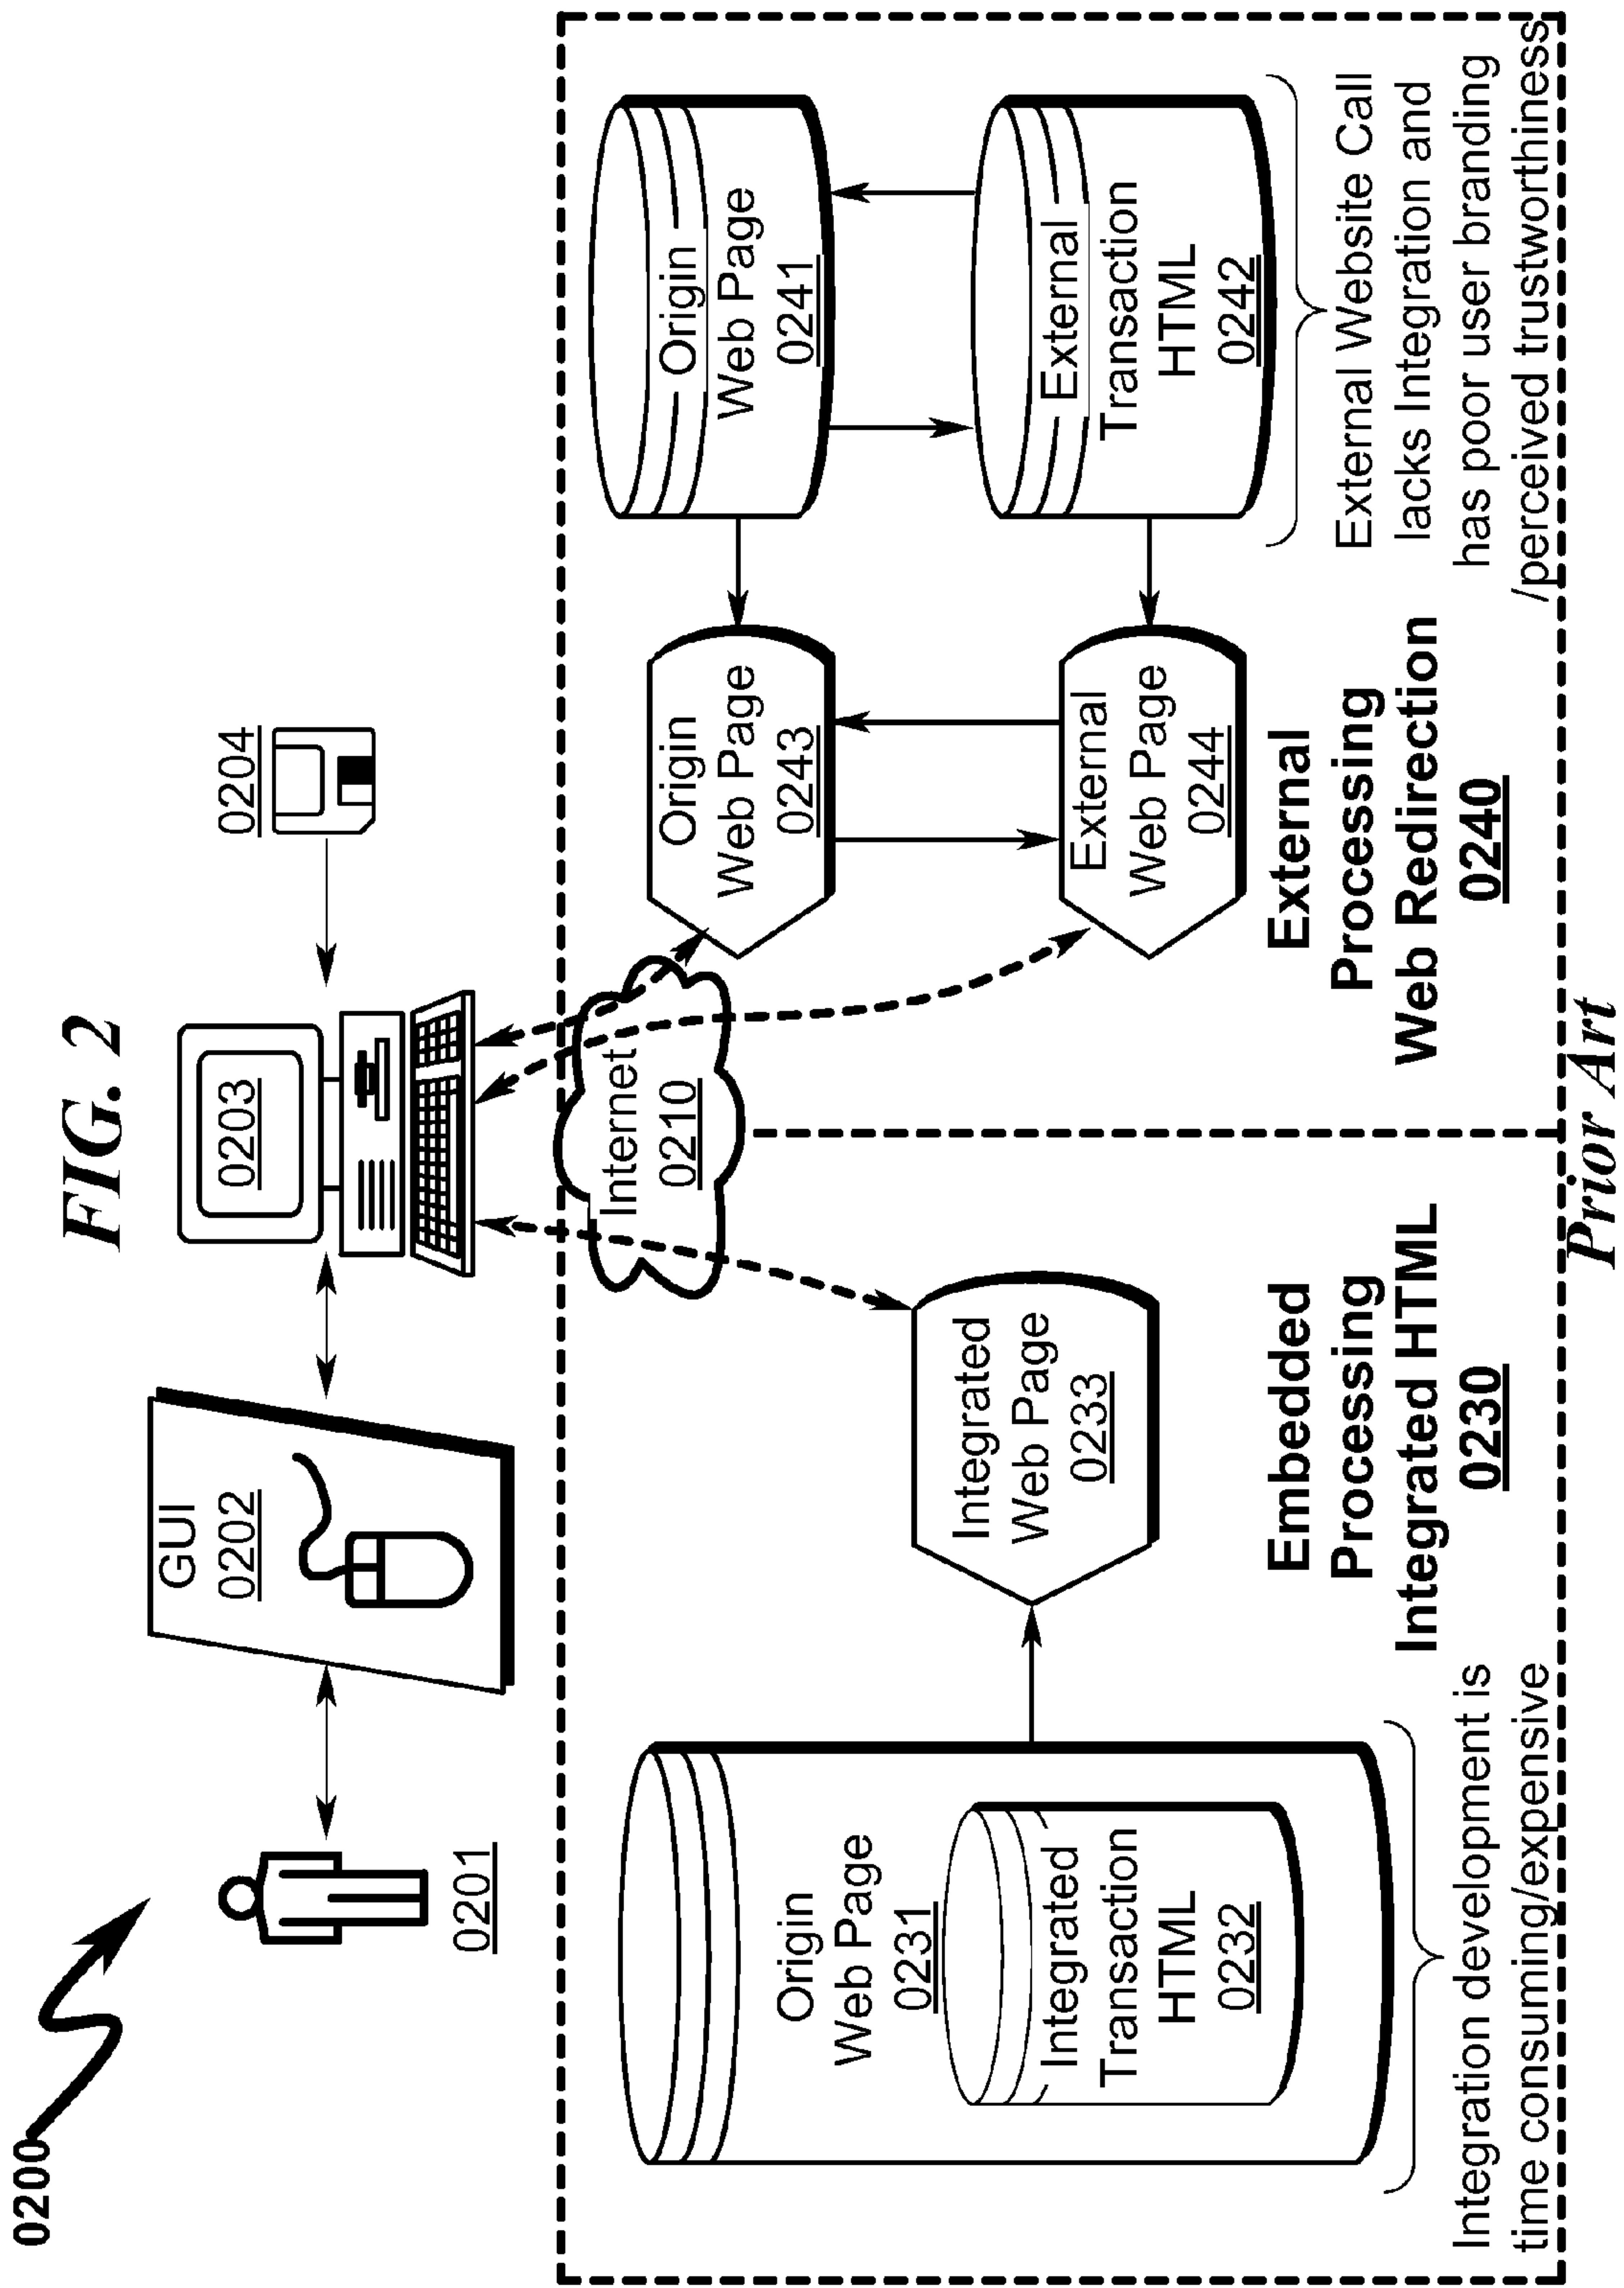 FIG. 2
0200
0201
GUI
0202
0203
0204
Internet
0210
Origin
Web Page
0231
Integrated
Transaction
HTML
0232
Integrated
Web Page
0233
Integration development is
time consuming/expensive
Embedded
Processing
Integrated HTML
0230
Origin
Web Page
0243
External
Web Page
0244
Origin
Web Page
0241
External
Transaction
HTML
0242
External
Processing
Web Redirection
0240
External Website Call
lacks Integration and
has poor user branding
/perceived trustworthiness
Prior Art